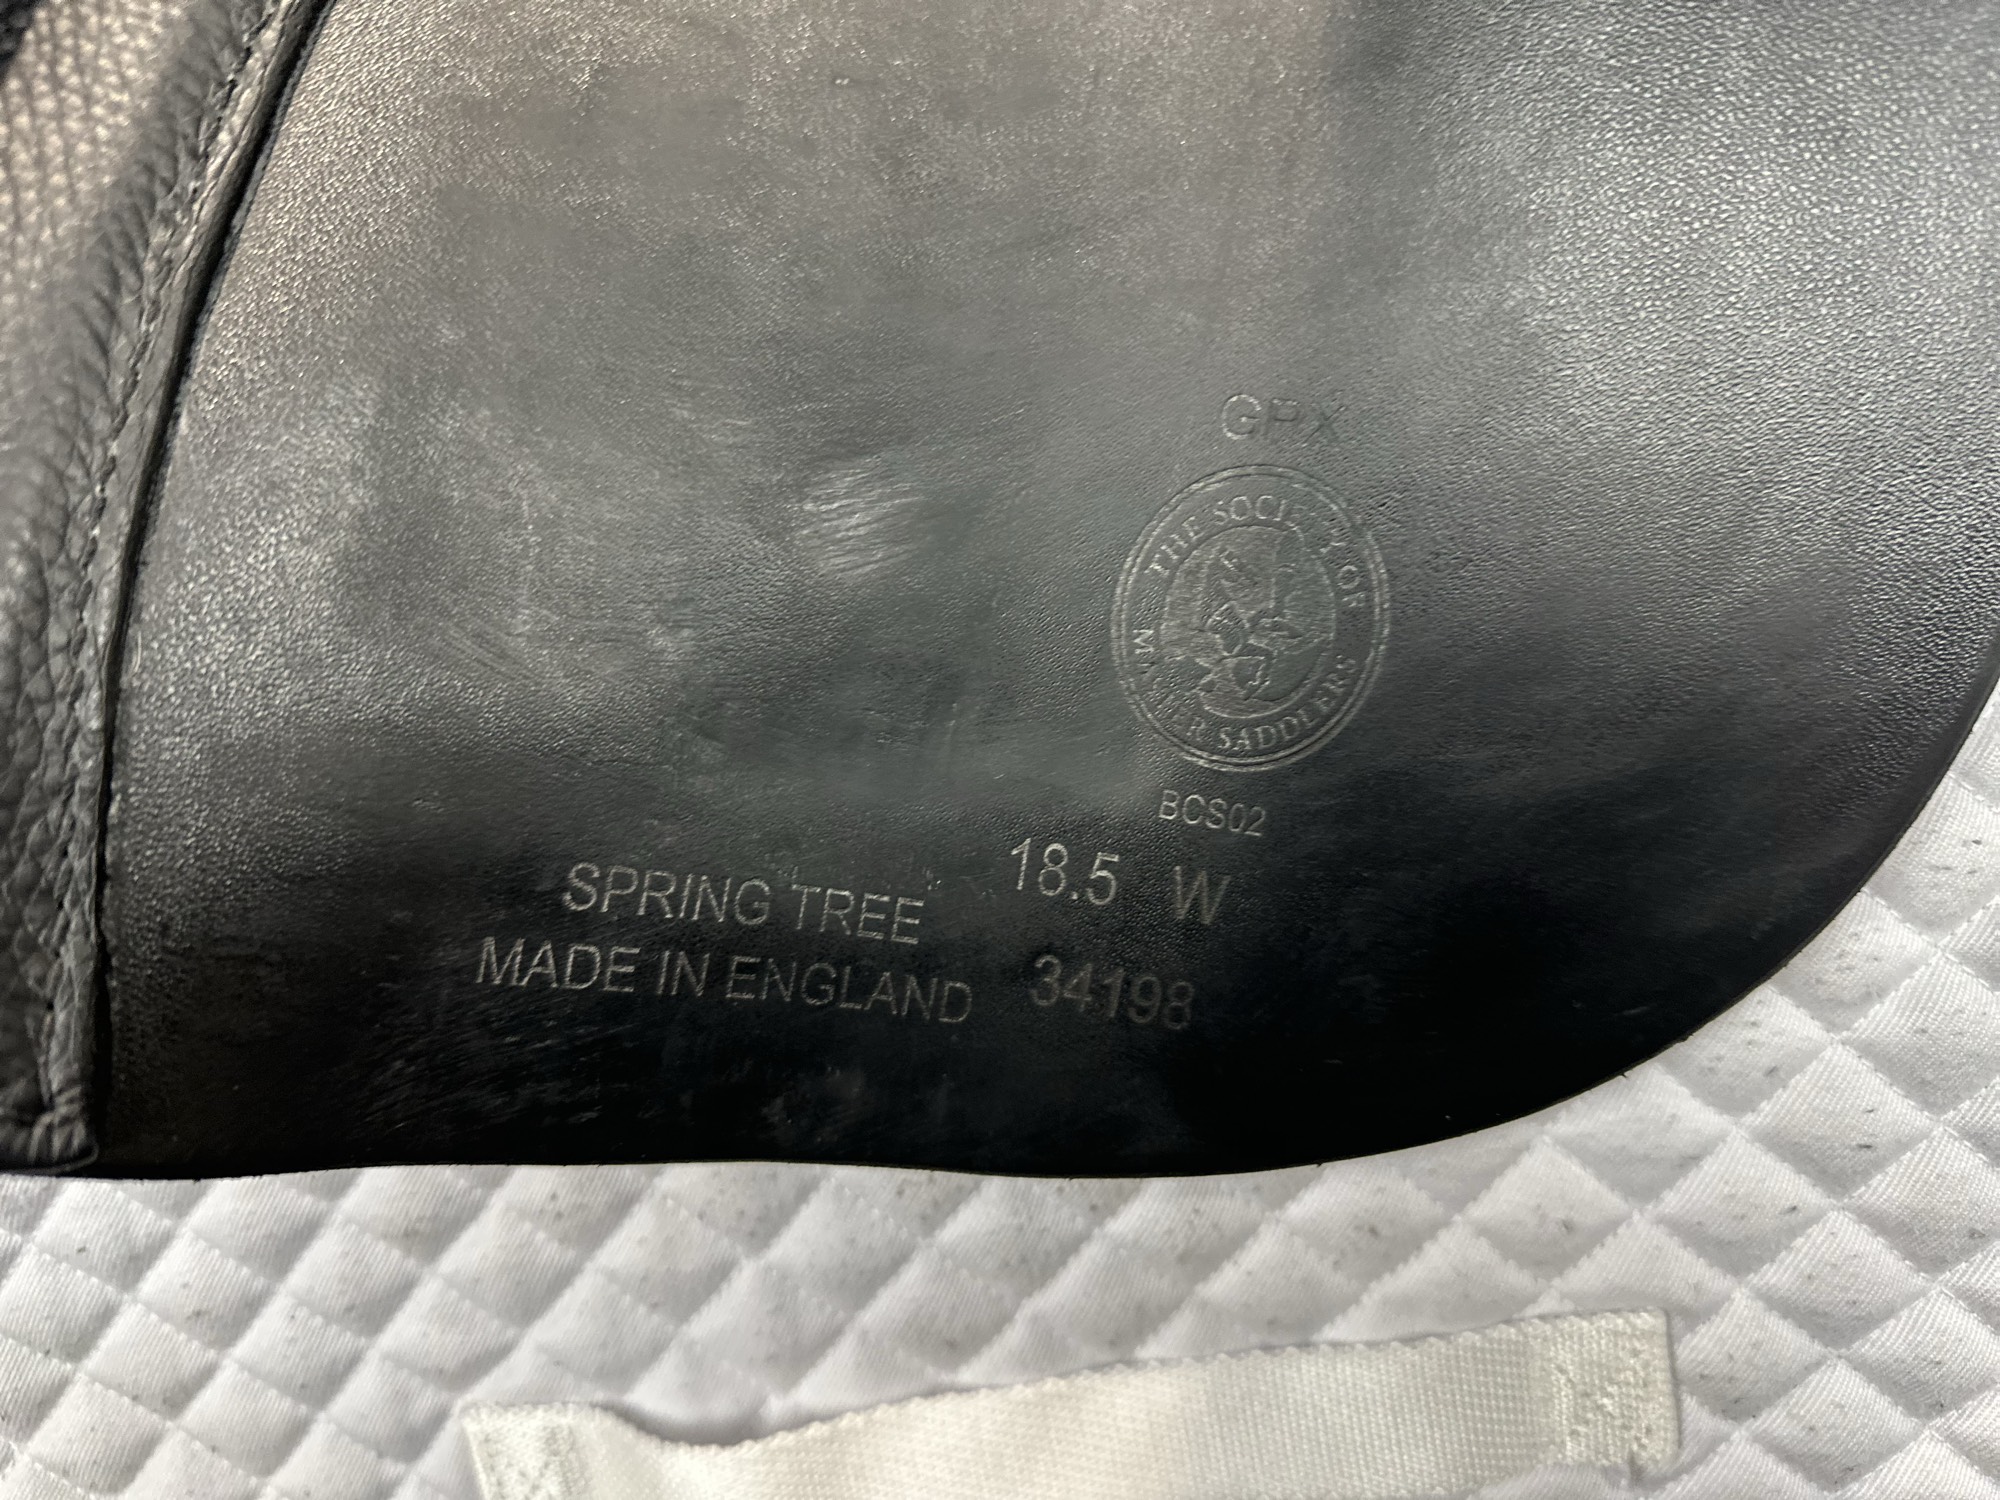 GPX
THE SOCIETY OF
MASTER SADDLERS
BCS02
SPRING TREE 18.5 W
MADE IN ENGLAND 34198